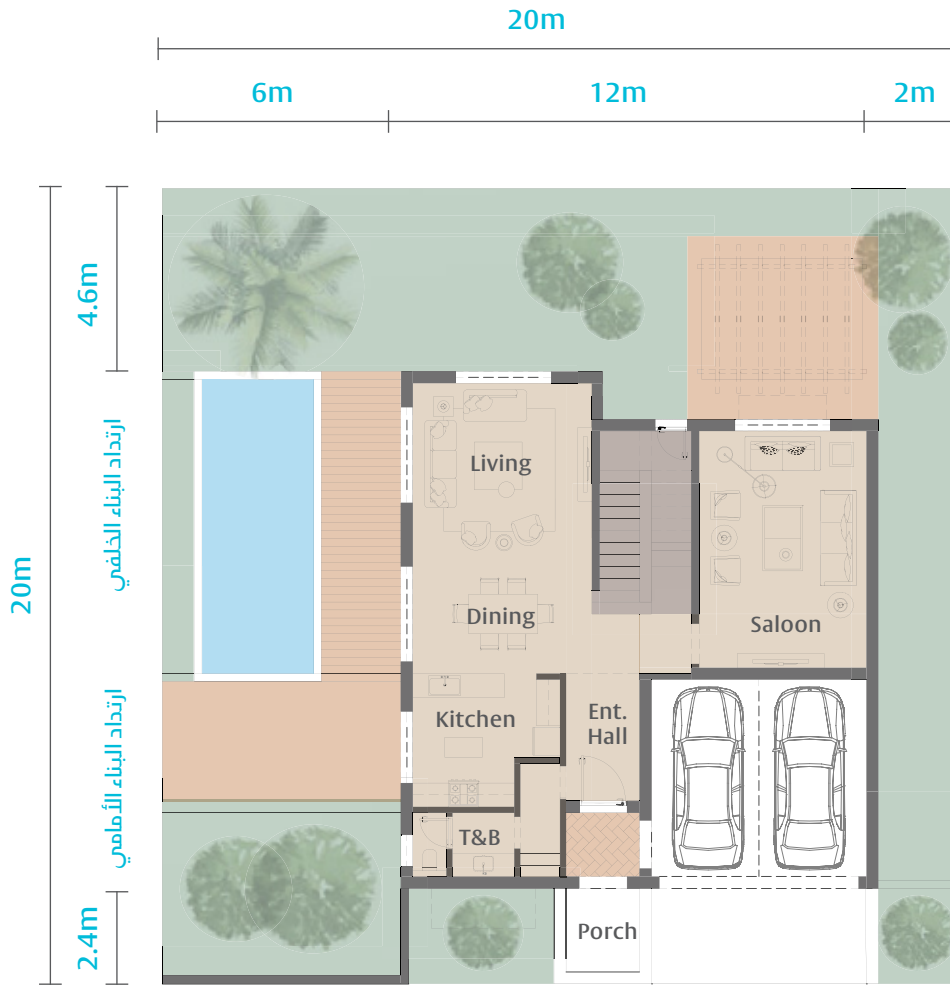 20m
6m
12m
2m
4.6m
ارتداد البناء الخلفي
20m
ارتداد البناء الأمامي
2.4m
Living
Dining
Saloon
Kitchen
Ent.
Hall
T&B
Porch